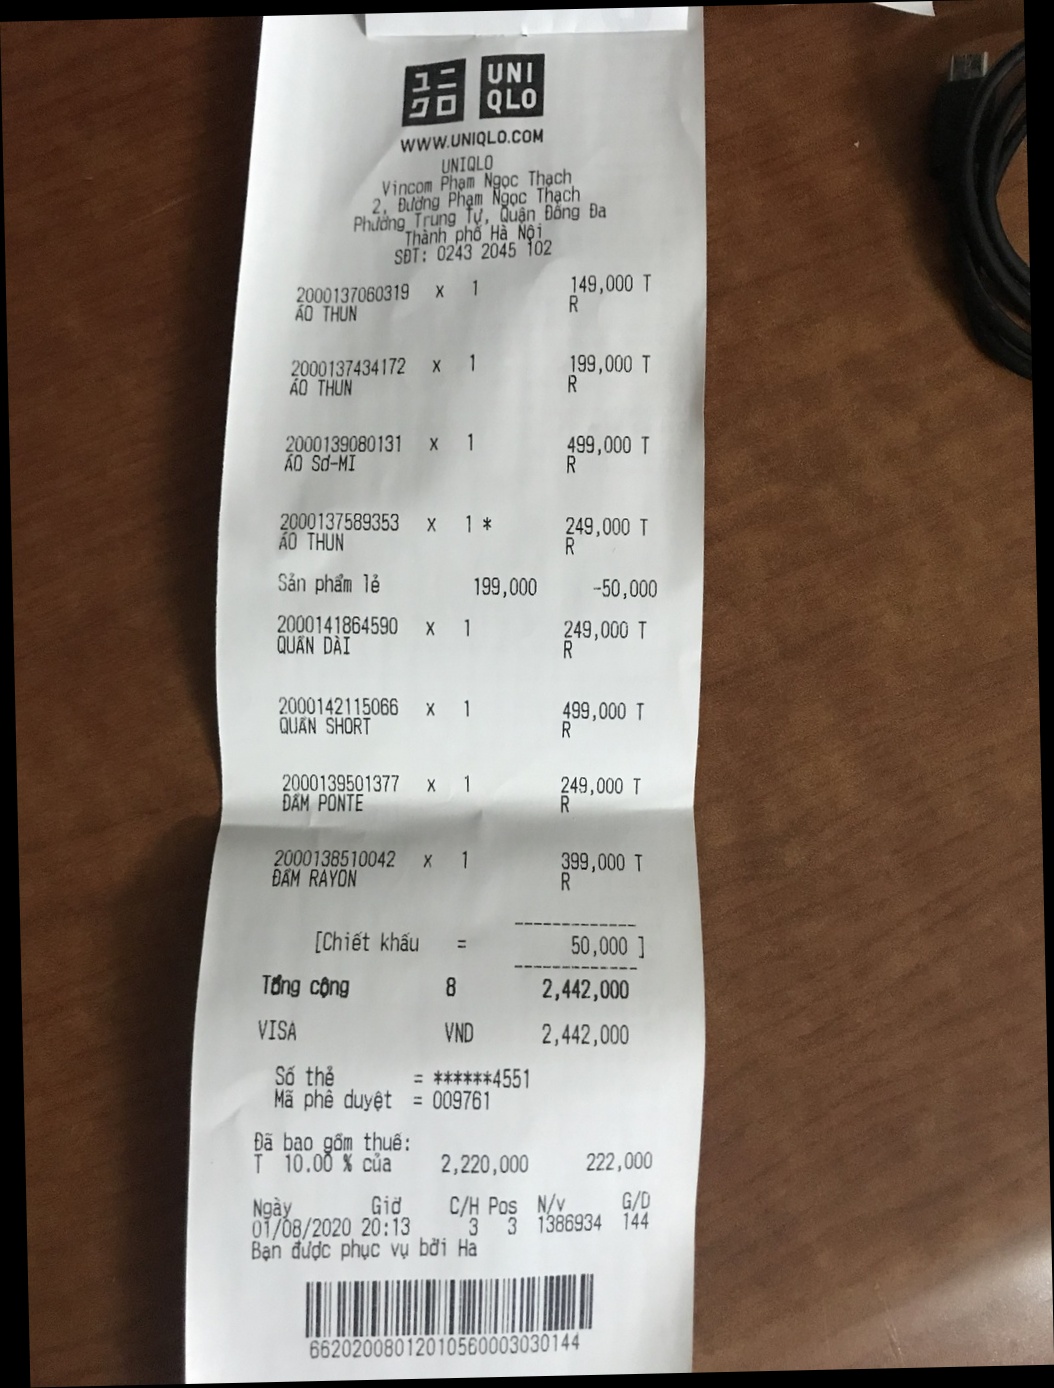 ユニ UNI
クロ QLO
WWW.UNIQLO.COM
UNIQLO
Vincom Phạm Ngọc Thạch
2, Đường Phạm Ngọc Thạch
Phường Trung Tự, Quận Đống Đa
Thành phố Hà Nội
SĐT: 0243 2045 102
2000137060319 x 1 149,000 T
ÁO THUN R
2000137434172 x 1 199,000 T
ÁO THUN R
2000139080131 x 1 499,000 T
ÁO Sơ-MI R
2000137589353 x 1 * 249,000 T
ÁO THUN R
Sản phẩm lẻ 199,000 -50,000
2000141864590 x 1 249,000 T
QUẦN DÀI R
2000142115066 x 1 499,000 T
QUẦN SHORT R
2000139501377 x 1 249,000 T
ĐẦM PONTE R
2000138510042 x 1 399,000 T
ĐẦM RAYON R
------------
[Chiết khấu = 50,000 ]
------------
Tổng cộng 8 2,442,000
VISA VND 2,442,000
Số thẻ = ******4551
Mã phê duyệt = 009761
Đã bao gồm thuế:
T 10.00 % của 2,220,000 222,000
Ngày Giờ C/H Pos N/v G/D
01/08/2020 20:13 3 3 1386934 144
Bạn được phục vụ bởi Ha
662020080120105600030301​44